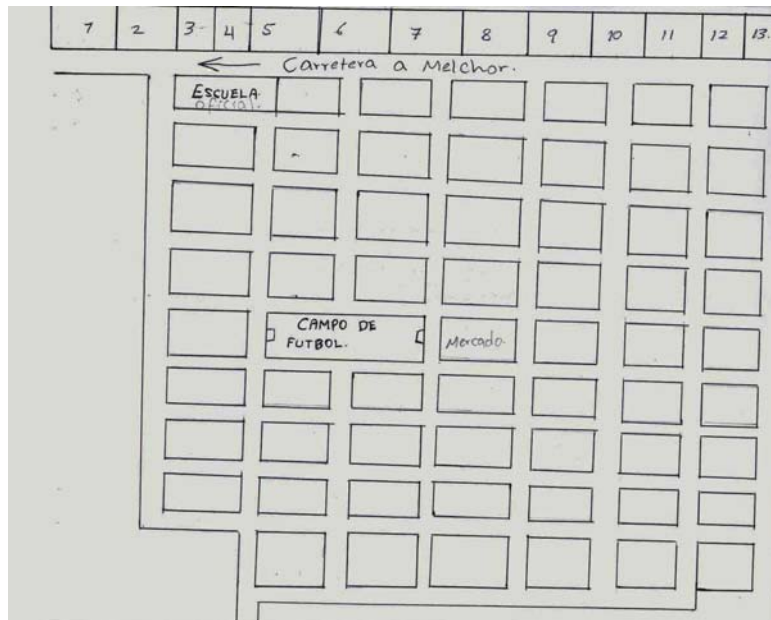 1 2 3 4 5 6 7 8 9 10 11 12 13.
← Carretera a Melchor.
ESCUELA
oficial.
CAMPO DE
FUTBOL.
Mercado.